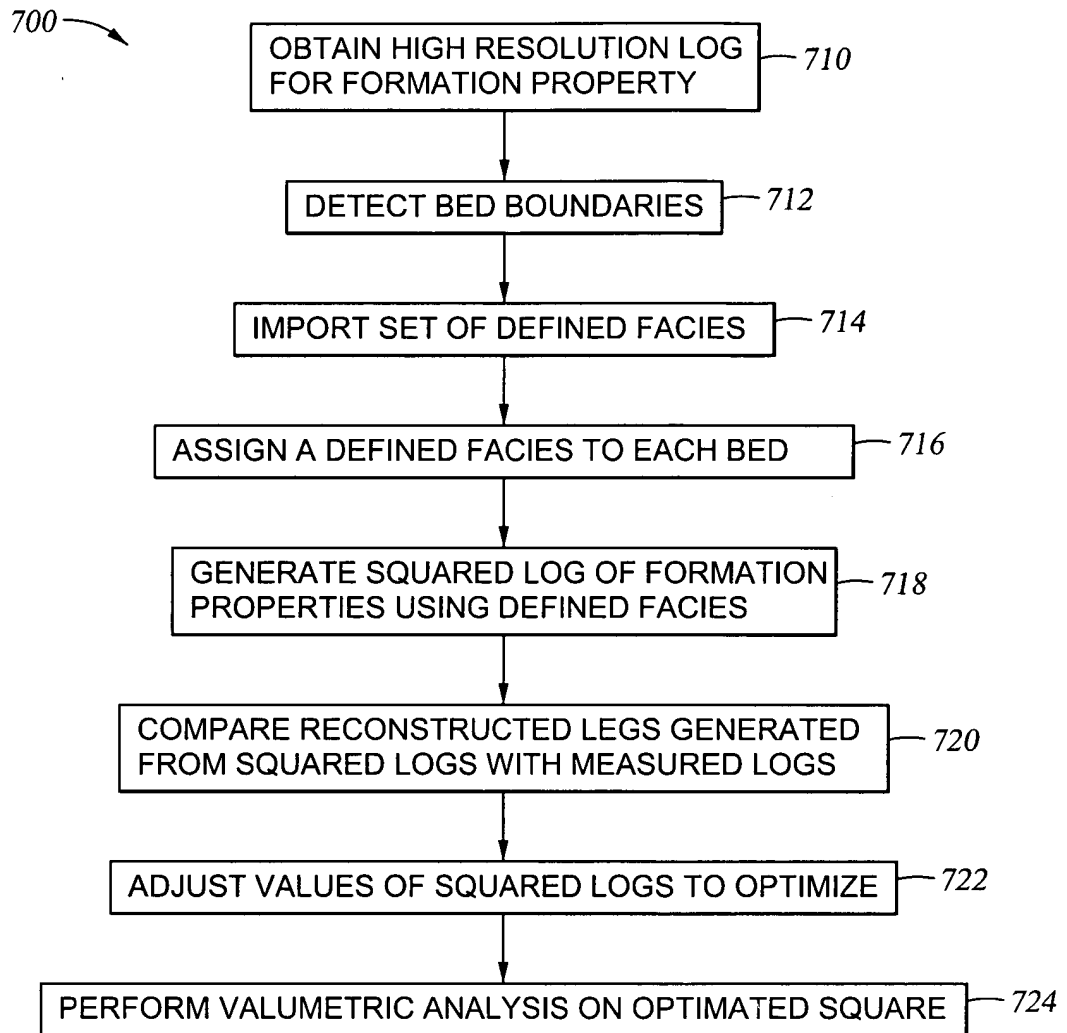 700
OBTAIN HIGH RESOLUTION LOG
FOR FORMATION PROPERTY
710
DETECT BED BOUNDARIES
712
IMPORT SET OF DEFINED FACIES
714
ASSIGN A DEFINED FACIES TO EACH BED
716
GENERATE SQUARED LOG OF FORMATION
PROPERTIES USING DEFINED FACIES
718
COMPARE RECONSTRUCTED LEGS GENERATED
FROM SQUARED LOGS WITH MEASURED LOGS
720
ADJUST VALUES OF SQUARED LOGS TO OPTIMIZE
722
PERFORM VALUMETRIC ANALYSIS ON OPTIMATED SQUARE
724